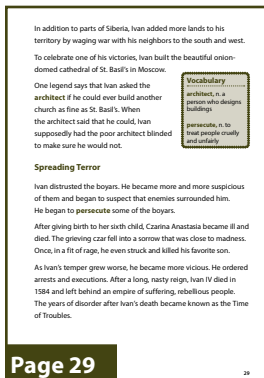 In addition to parts of Siberia, Ivan added more lands to his
territory by waging war with his neighbors to the south and west.
To celebrate one of his victories, Ivan built the beautiful onion-
domed cathedral of St. Basil's in Moscow.
One legend says that Ivan asked the
architect if he could ever build another
church as fine as St. Basil's. When
the architect said that he could, Ivan
supposedly had the poor architect blinded
to make sure he would not.
Vocabulary
architect, n. a
person who designs
buildings
persecute, n. to
treat people cruelly
and unfairly
Spreading Terror
Ivan distrusted the boyars. He became more and more suspicious
of them and began to suspect that enemies surrounded him.
He began to persecute some of the boyars.
After giving birth to her sixth child, Czarina Anastasia became ill and
died. The grieving czar fell into a sorrow that was close to madness.
Once, in a fit of rage, he even struck and killed his favorite son.
As Ivan's temper grew worse, he became more vicious. He ordered
arrests and executions. After a long, nasty reign, Ivan IV died in
1584 and left behind an empire of suffering, rebellious people.
The years of disorder after Ivan's death became known as the Time
of Troubles.
Page 29
29